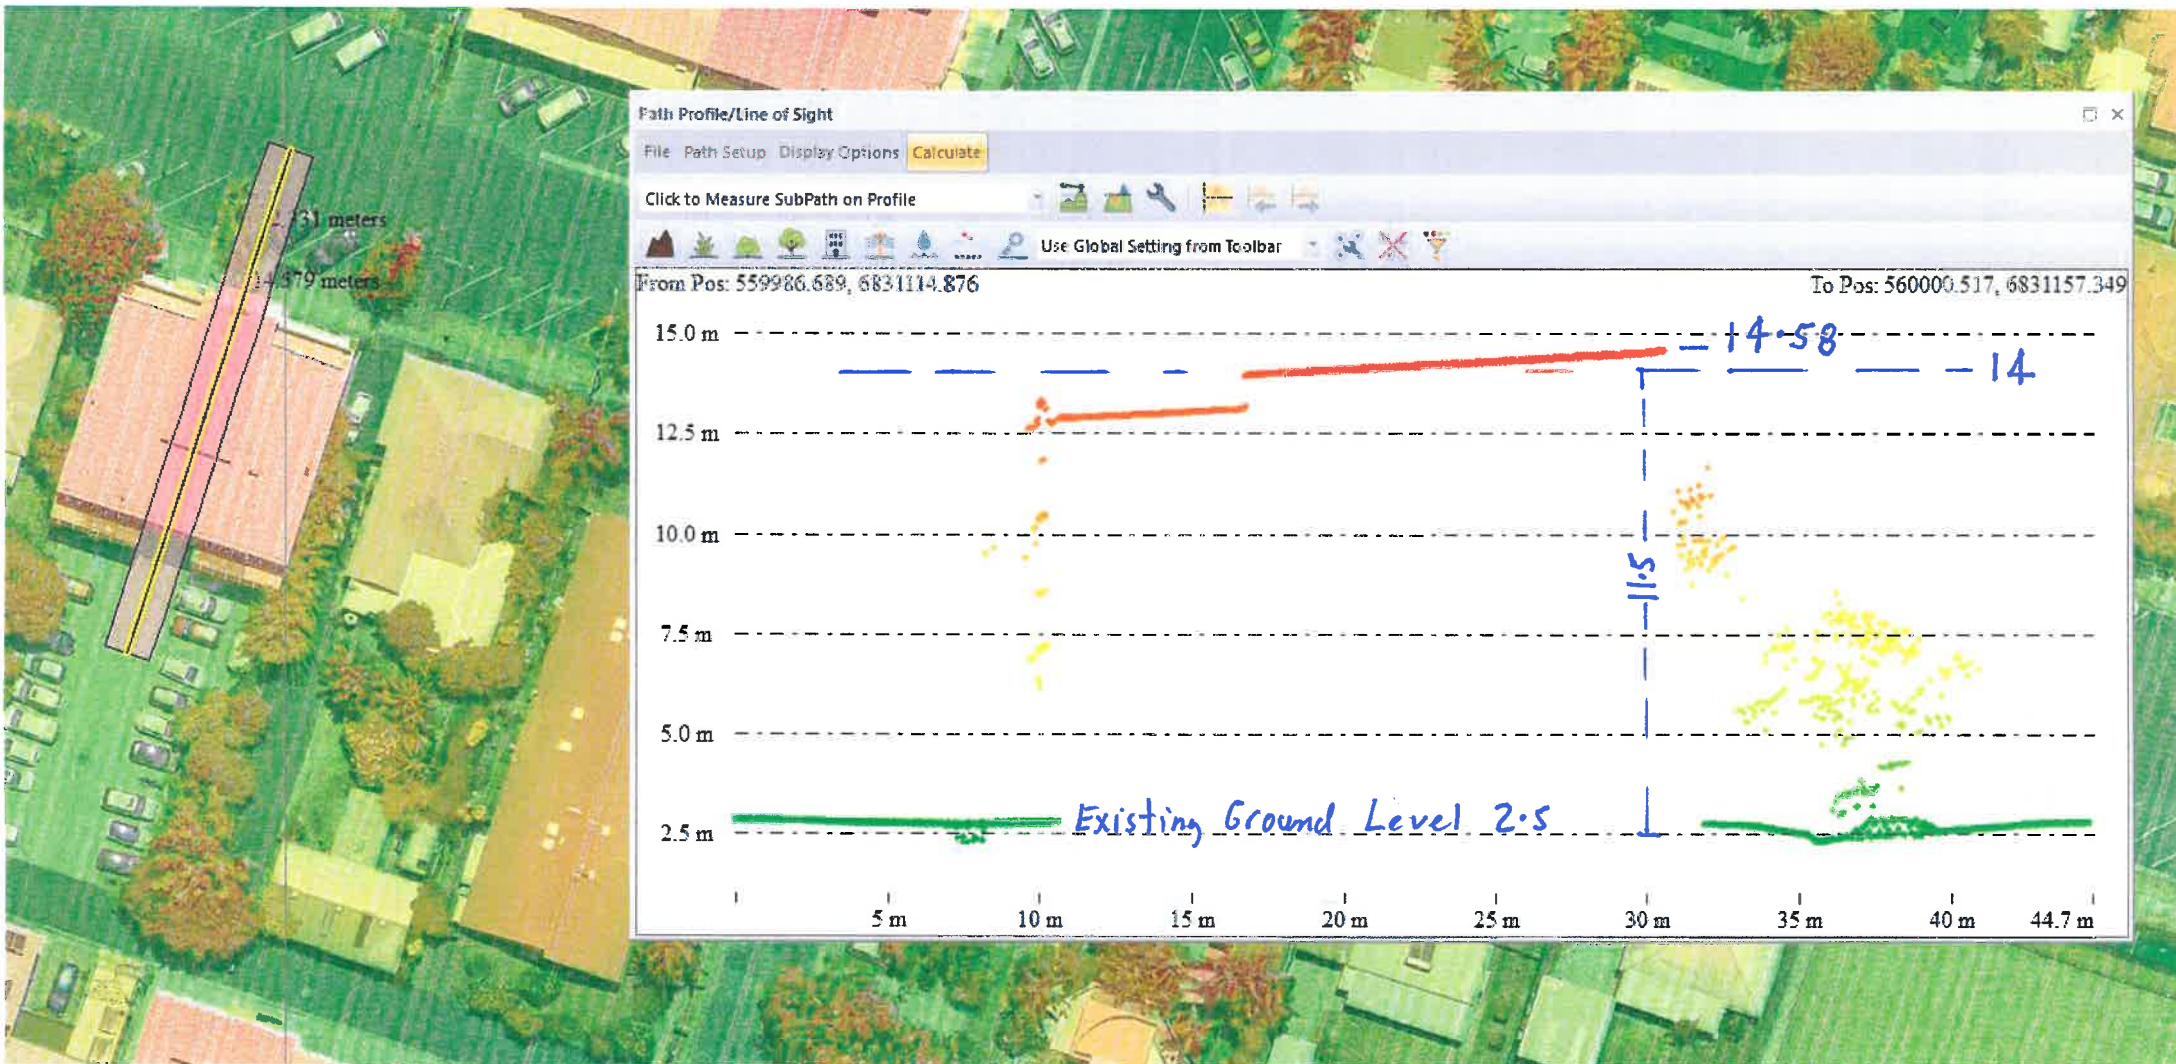 Path Profile/Line of Sight
File Path Setup Display Options Calculate
Click to Measure SubPath on Profile
Use Global Setting from Toolbar
From Pos: 559986.689, 6831114.876
To Pos: 560000.517, 6831157.349
31 meters
14.579 meters
15.0 m
14.58
14
12.5 m
10.0 m
11.5
7.5 m
5.0 m
Existing Ground Level 2.5
2.5 m
5 m 10 m 15 m 20 m 25 m 30 m 35 m 40 m 44.7 m